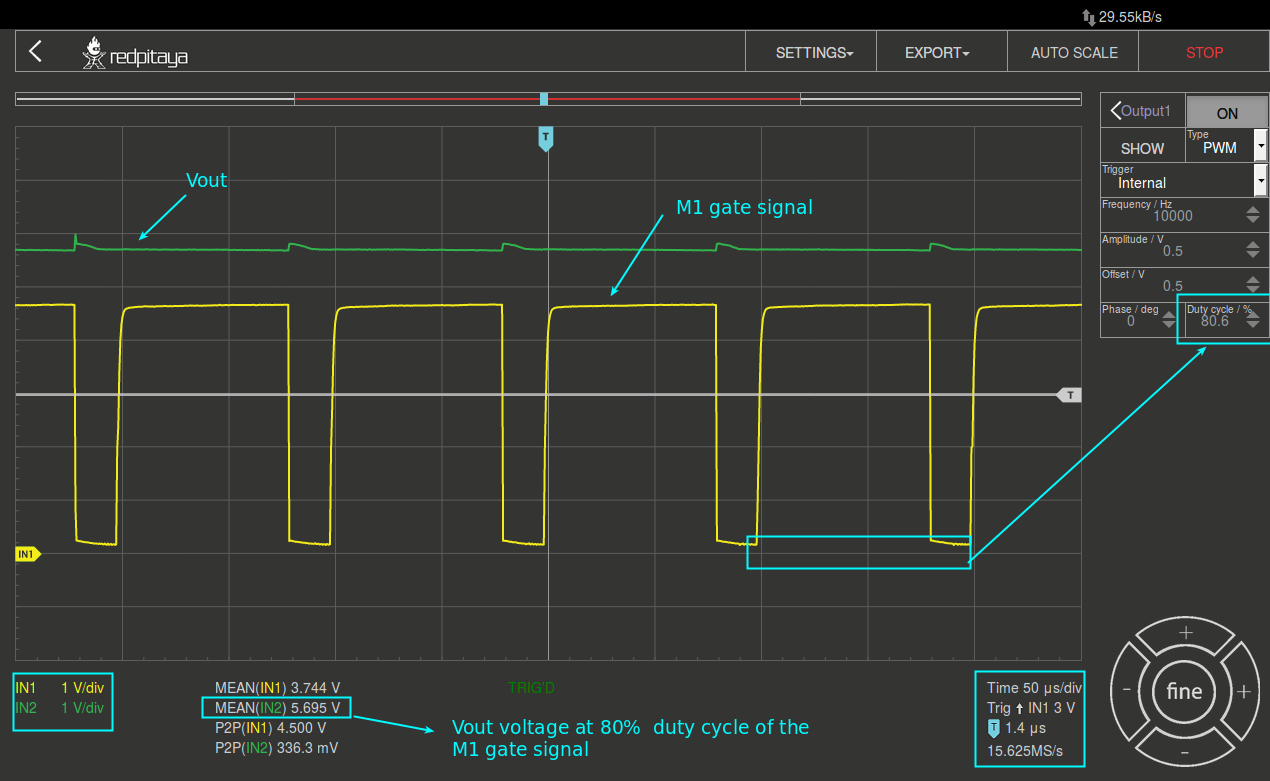 29.55kB/s
redpitaya
SETTINGS
EXPORT
AUTO SCALE
STOP
Output1
ON
SHOW
Type
PWM
Trigger
Internal
Frequency / Hz
10000
Amplitude / V
0.5
Offset / V
0.5
Phase / deg
0
Duty cycle / %
80.6
T
Vout
M1 gate signal
T
IN1
IN1 1 V/div
IN2 1 V/div
MEAN(IN1) 3.744 V
MEAN(IN2) 5.695 V
P2P(IN1) 4.500 V
P2P(IN2) 336.3 mV
TRIG'D
Vout voltage at 80% duty cycle of the
M1 gate signal
Time 50 µs/div
Trig IN1 3 V
T 1.4 µs
15.625MS/s
+
- fine +
-